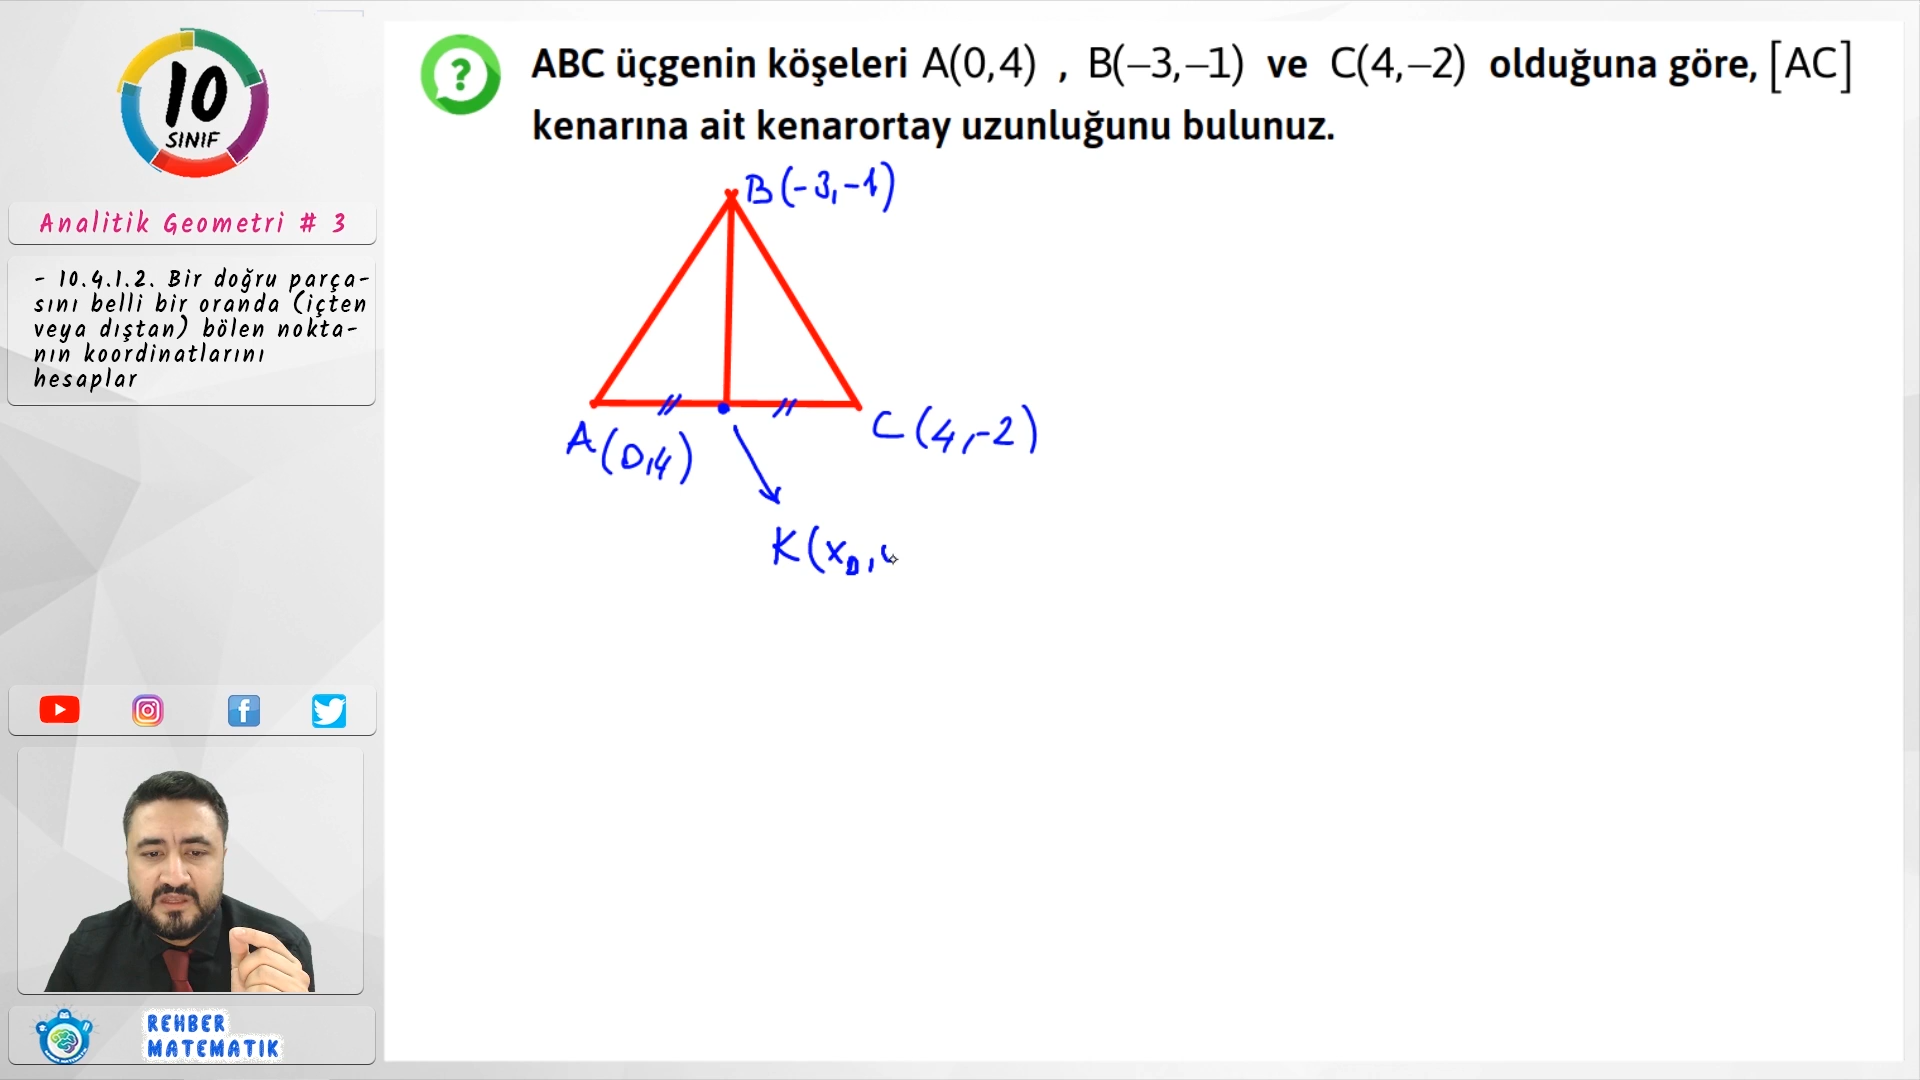 10
SINIF
Analitik Geometri # 3
- 10.4.1.2. Bir doğru parça-
sını belli bir oranda (içten
veya dıştan) bölen nokta-
nın koordinatlarını
hesaplar
ABC üçgenin köşeleri A(0,4) , B(−3,−1) ve C(4,−2) olduğuna göre, [AC]
kenarına ait kenarortay uzunluğunu bulunuz.
B(-3,-1)
A(0,4)
C(4,-2)
K(x₀,
REHBER
MATEMATİK